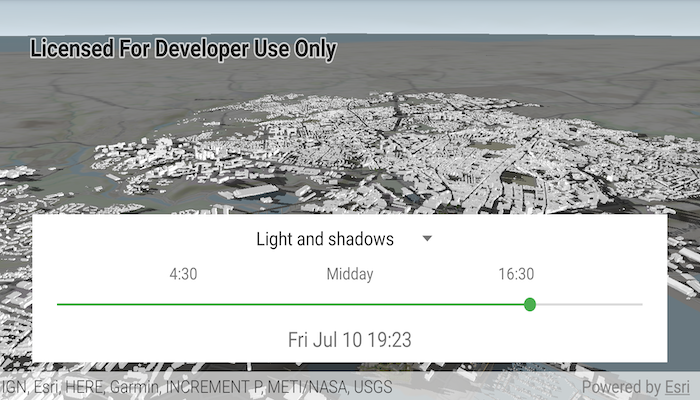 Licensed For Developer Use Only
Light and shadows
4:30 Midday 16:30
Fri Jul 10 19:23
IGN, Esri, HERE, Garmin, INCREMENT P, METI/NASA, USGS Powered by Esri